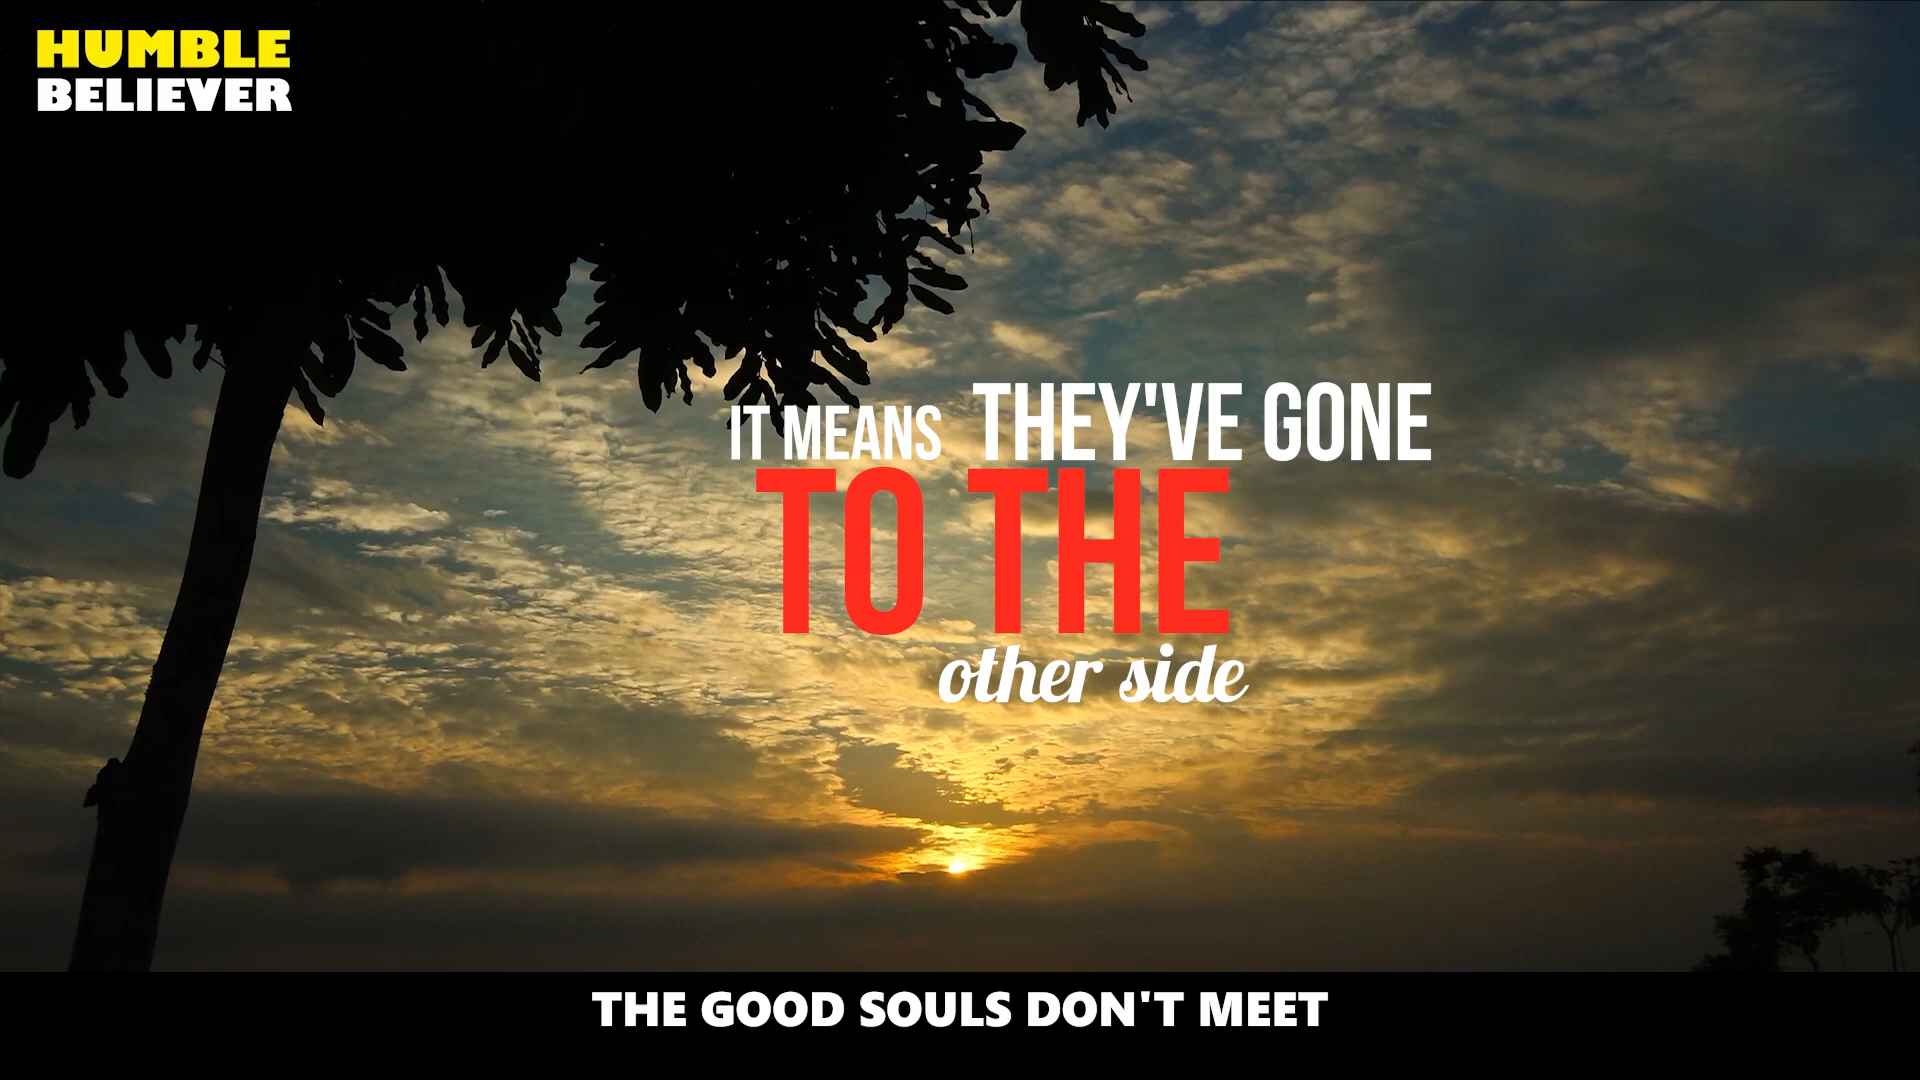 HUMBLE
BELIEVER
IT MEANS THEY'VE GONE
TO THE
other side
THE GOOD SOULS DON'T MEET